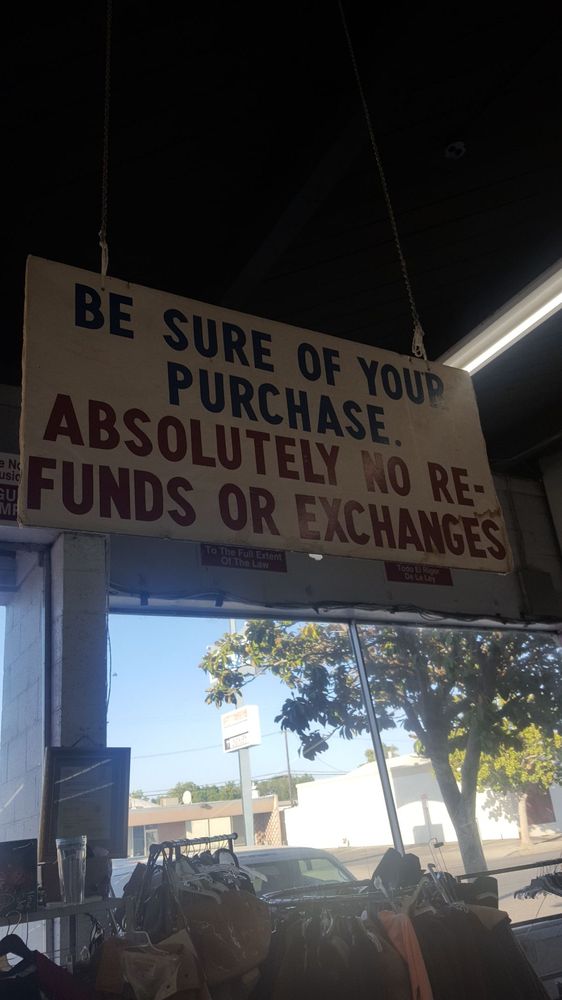 BE SURE OF YOUR
PURCHASE.
ABSOLUTELY NO RE-
FUNDS OR EXCHANGES
To The Full Extent
Of The Law
Todo El Rigor
De La Ley